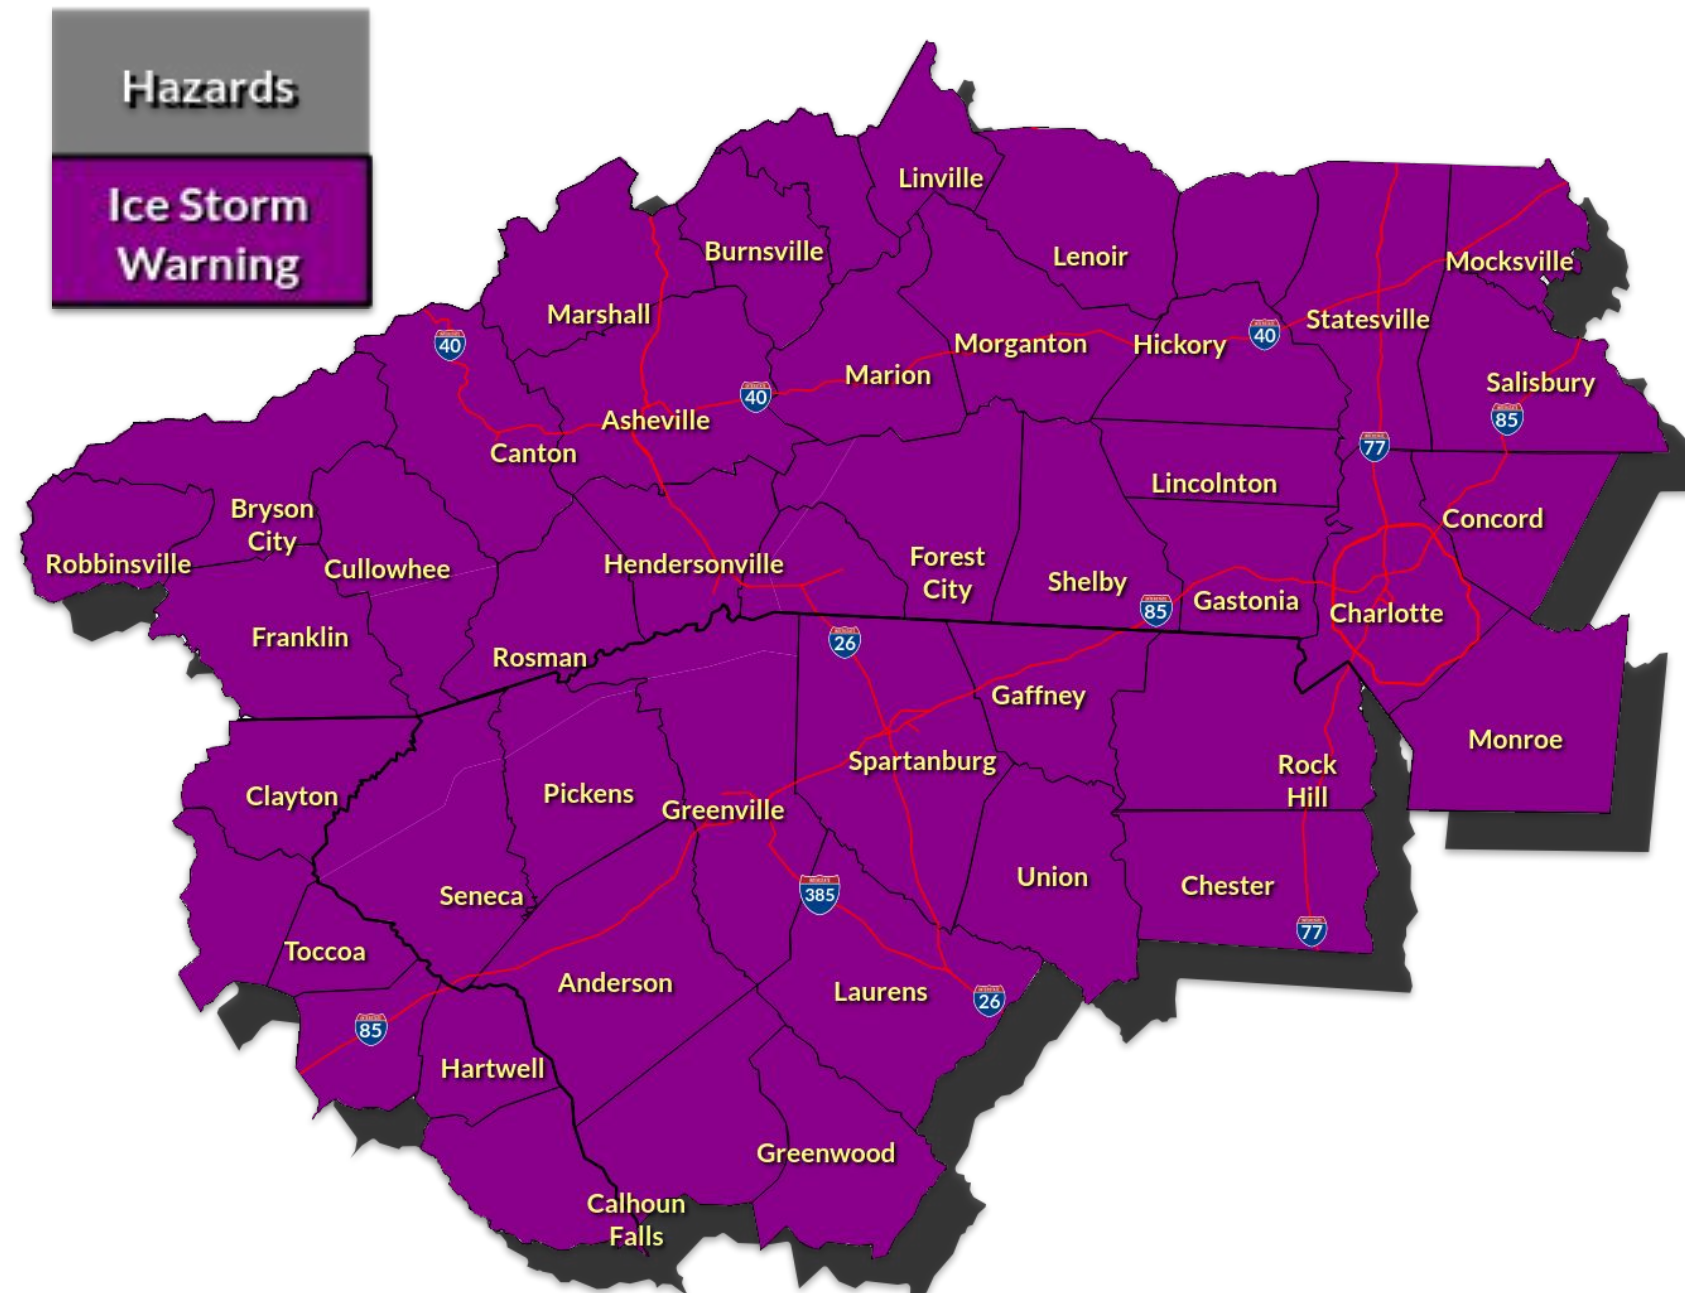 Hazards
Ice Storm
Warning
Linville
Burnsville
Lenoir
Mocksville
Marshall
Statesville
40
40
Morganton
Hickory
Marion
Salisbury
40
85
Asheville
77
Canton
Lincolnton
Bryson
City
Concord
Robbinsville
Cullowhee
Hendersonville
Forest
City
Shelby
85
Gastonia
Charlotte
Franklin
26
Rosman
Gaffney
Monroe
Clayton
Pickens
Greenville
Spartanburg
Rock
Hill
Seneca
385
Union
Chester
77
Toccoa
Anderson
Laurens
26
85
Hartwell
Greenwood
Calhoun
Falls